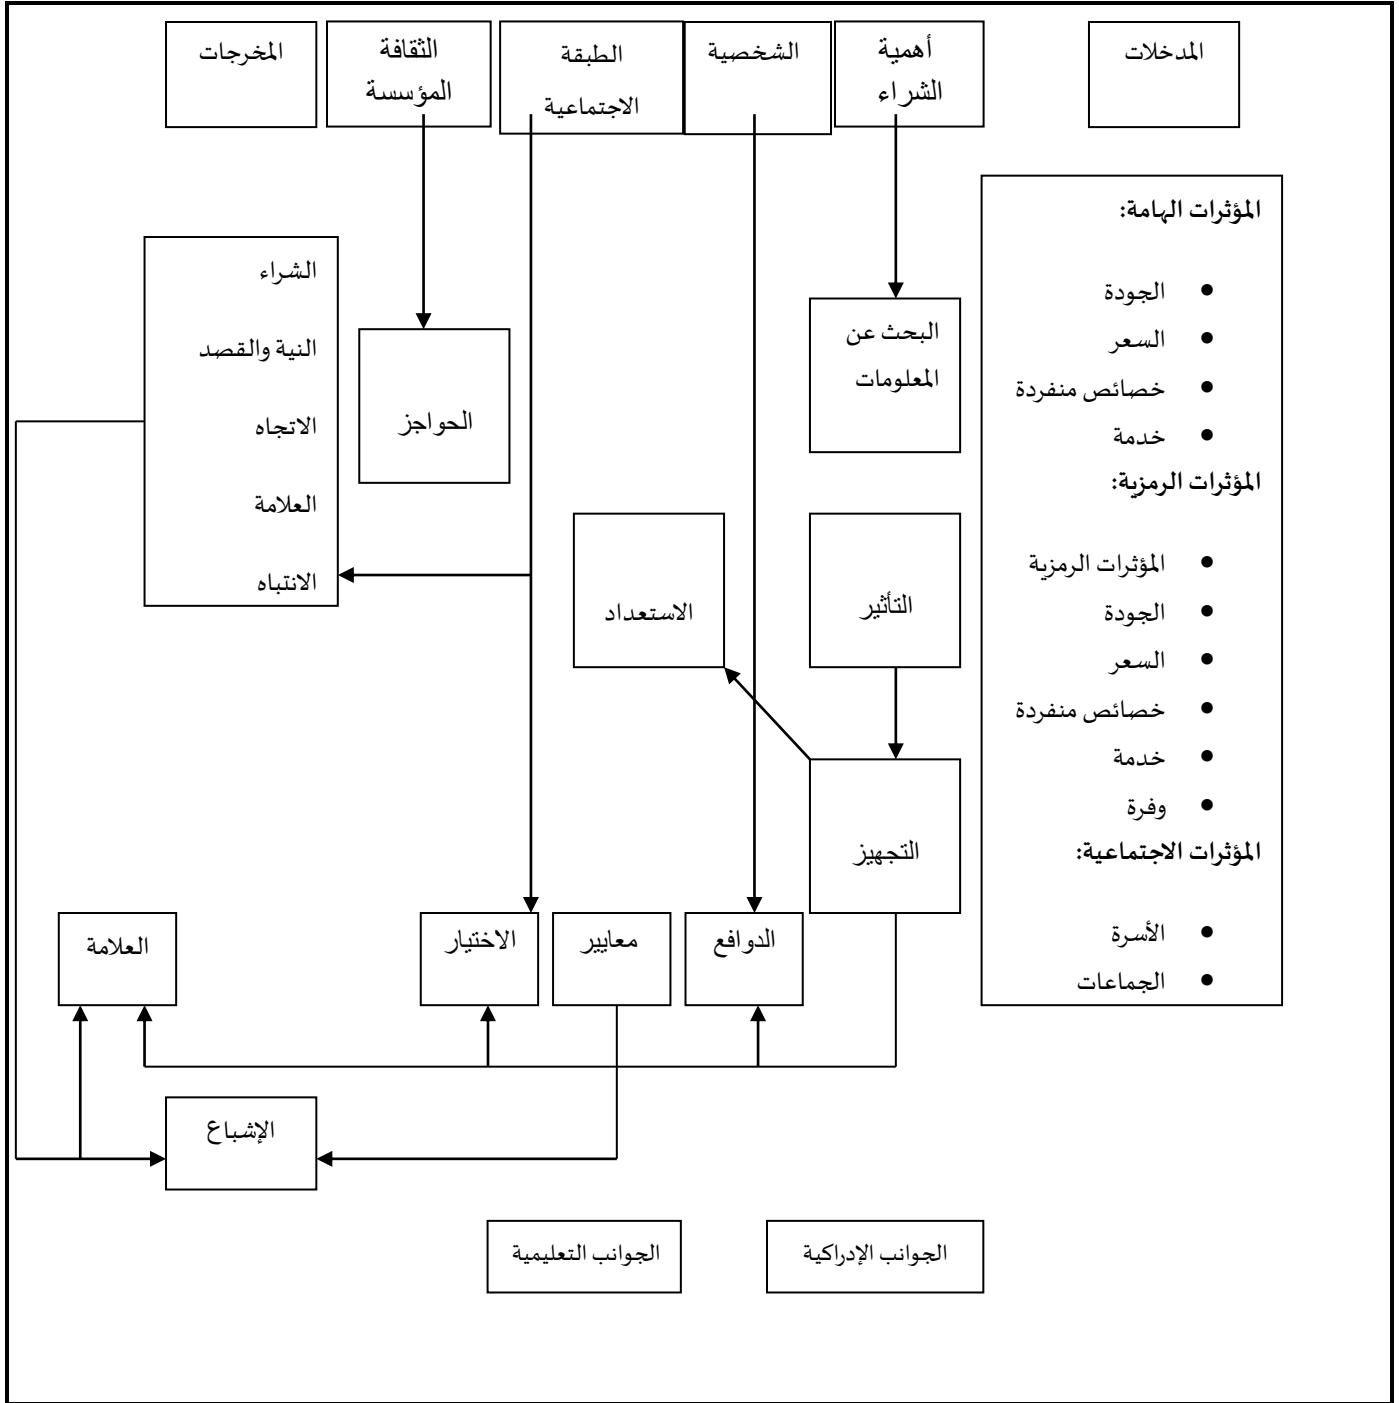 المدخلات
أهمية
الشراء
الشخصية
الطبقة
الاجتماعية
الثقافة
المؤسسة
المخرجات
المؤثرات الهامة:
• الجودة
• السعر
• خصائص منفردة
• خدمة
المؤثرات الرمزية:
• المؤثرات الرمزية
• الجودة
• السعر
• خصائص منفردة
• خدمة
• وفرة
المؤثرات الاجتماعية:
• الأسرة
• الجماعات
البحث عن
المعلومات
الحواجز
الشراء
النية والقصد
الاتجاه
العلامة
الانتباه
التأثير
الاستعداد
التجهيز
الدوافع
معايير
الاختيار
العلامة
الإشباع
الجوانب الإدراكية
الجوانب التعليمية